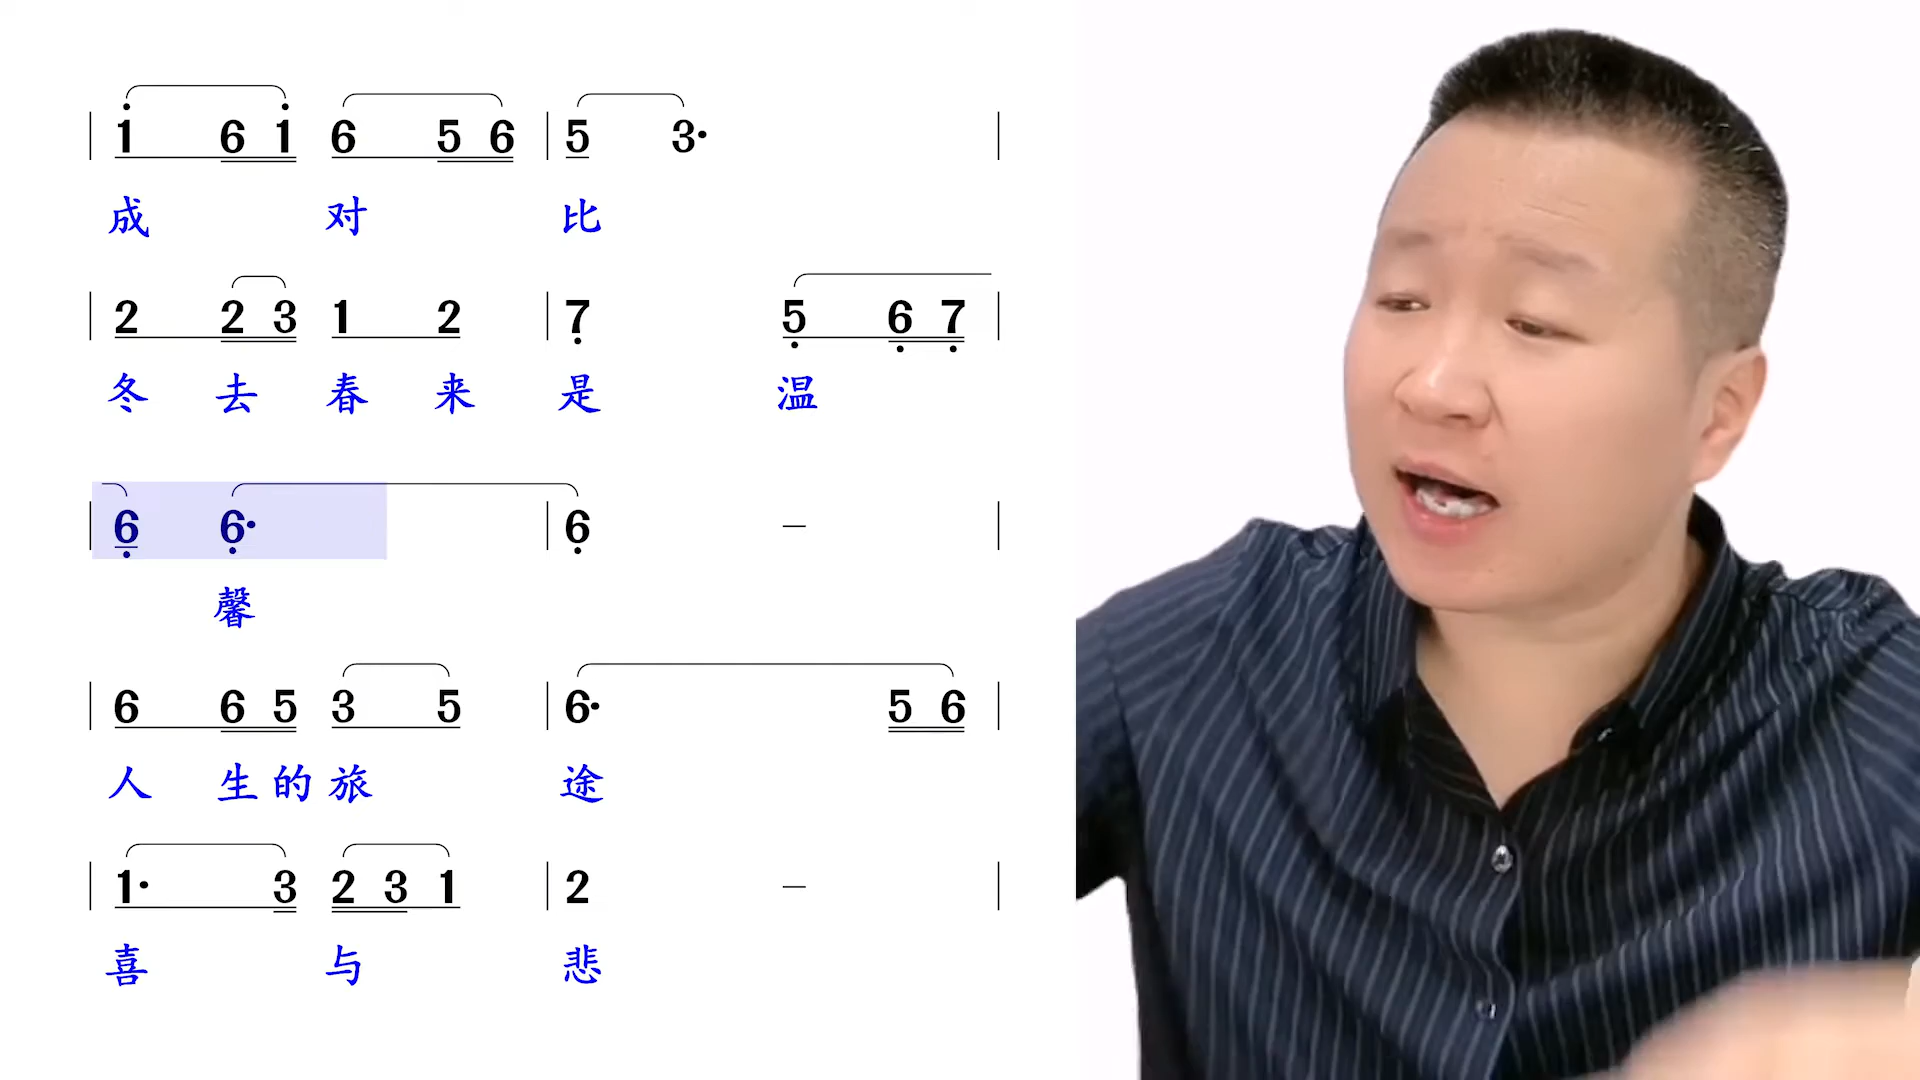 | 1̇ 6 1̇ 6 5 6 | 5 3· |
成 对 比
| 2 2 3 1 2 | 7̣ 5̣ 6̣ 7̣ |
冬 去 春 来 是 温
| 6̣ 6̣· | 6̣ – |
馨
| 6 6 5 3 5 | 6· 5 6 |
人 生 的 旅 途
| 1· 3 2 3 1 | 2 – |
喜 与 悲